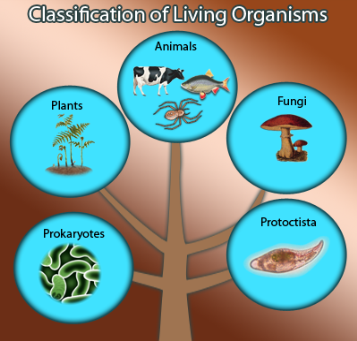 Classification of Living Organisms
Animals
Plants
Fungi
Prokaryotes
Protoctista